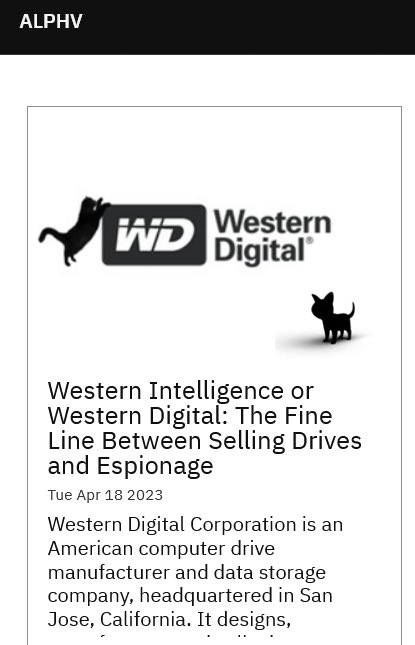 ALPHV
WD Western
Digital®
Western Intelligence or
Western Digital: The Fine
Line Between Selling Drives
and Espionage
Tue Apr 18 2023
Western Digital Corporation is an
American computer drive
manufacturer and data storage
company, headquartered in San
Jose, California. It designs,